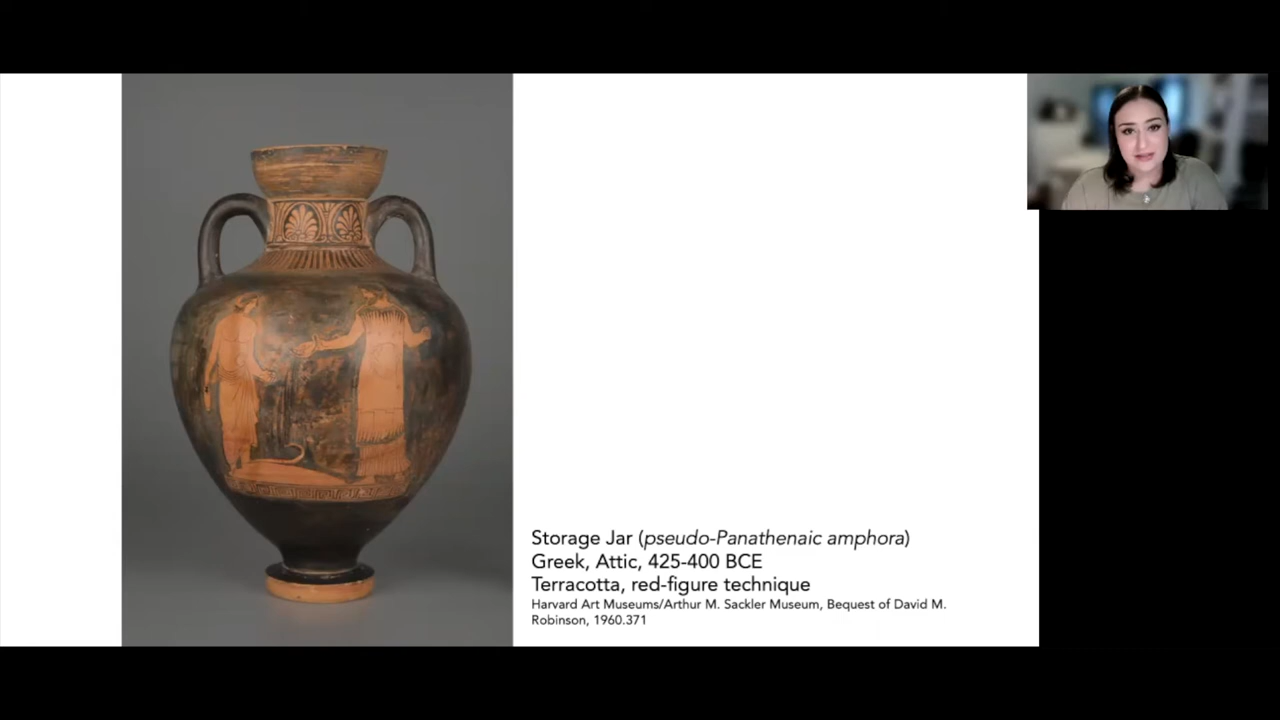 Storage Jar (pseudo-Panathenaic amphora)
Greek, Attic, 425-400 BCE
Terracotta, red-figure technique
Harvard Art Museums/Arthur M. Sackler Museum, Bequest of David M.
Robinson, 1960.371